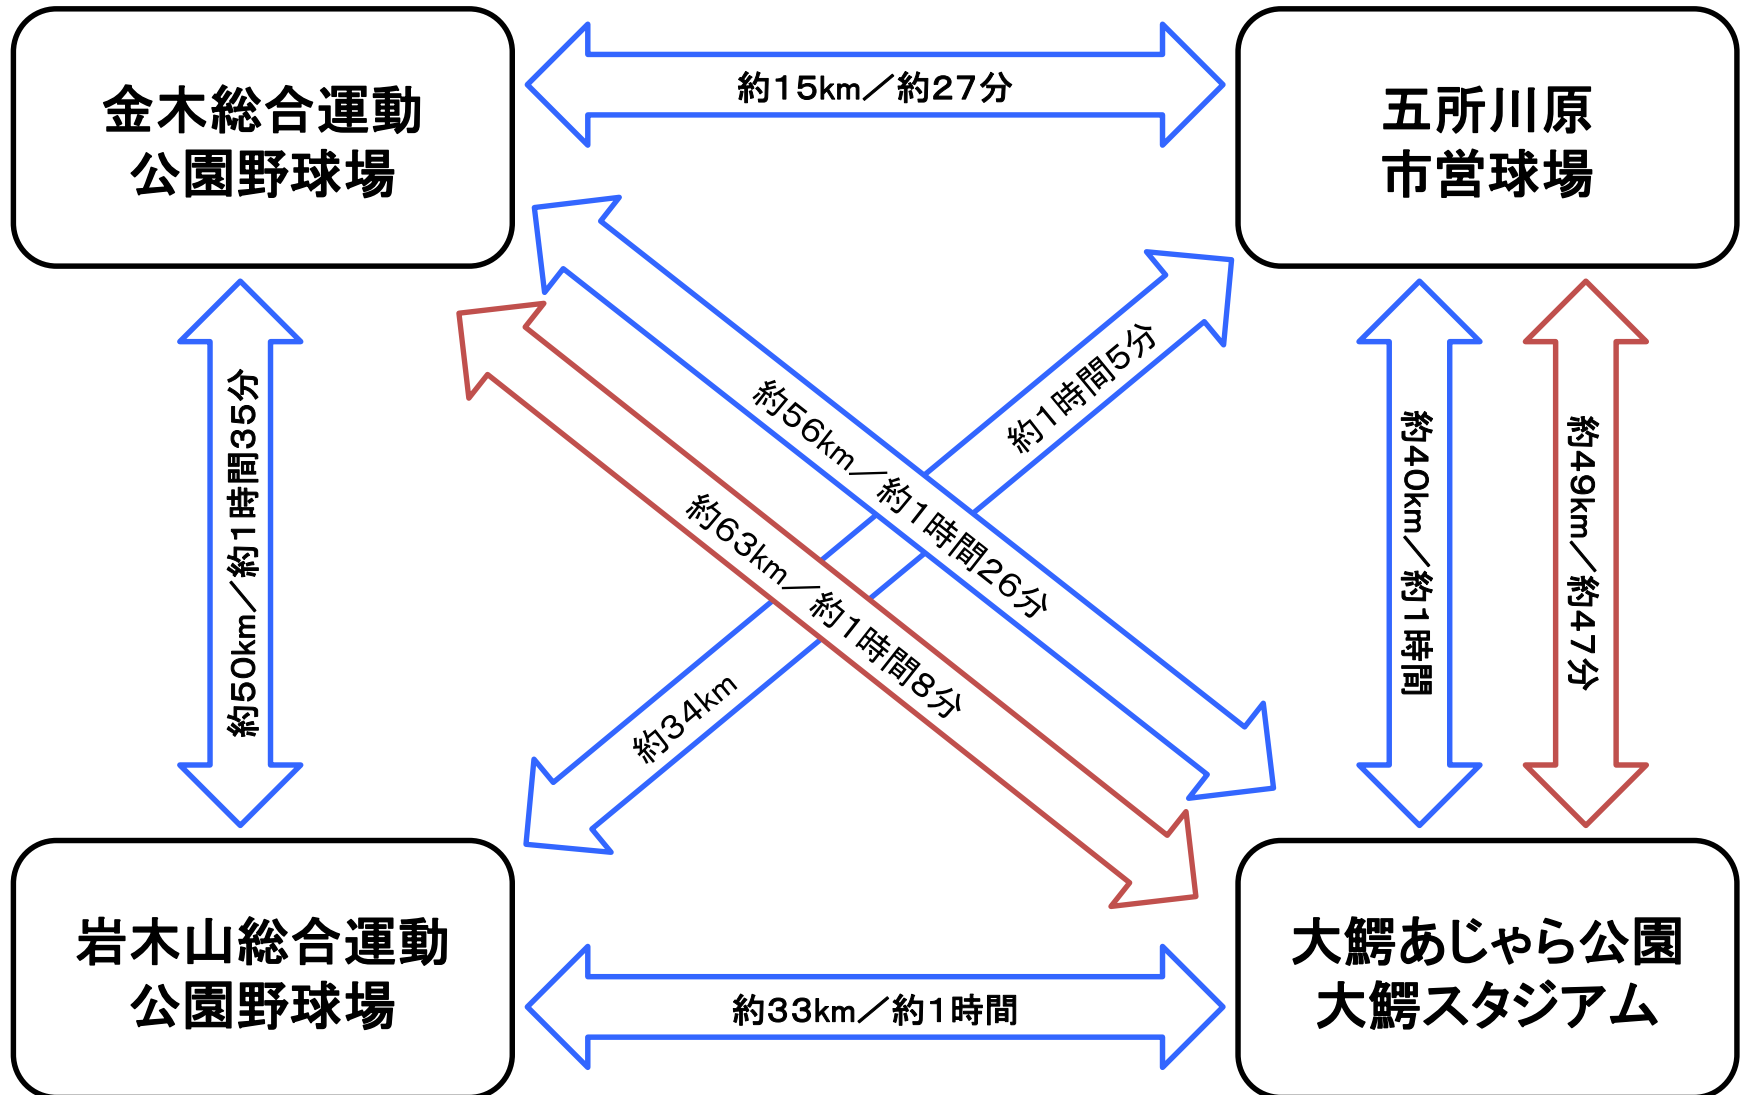 金木総合運動
公園野球場
約15km／約27分
五所川原
市営球場
約50km／約1時間35分
約56km／約1時間26分
約63km／約1時間8分
約1時間5分
約34km
約40km／約1時間
約49km／約47分
岩木山総合運動
公園野球場
約33km／約1時間
大鰐あじゃら公園
大鰐スタジアム